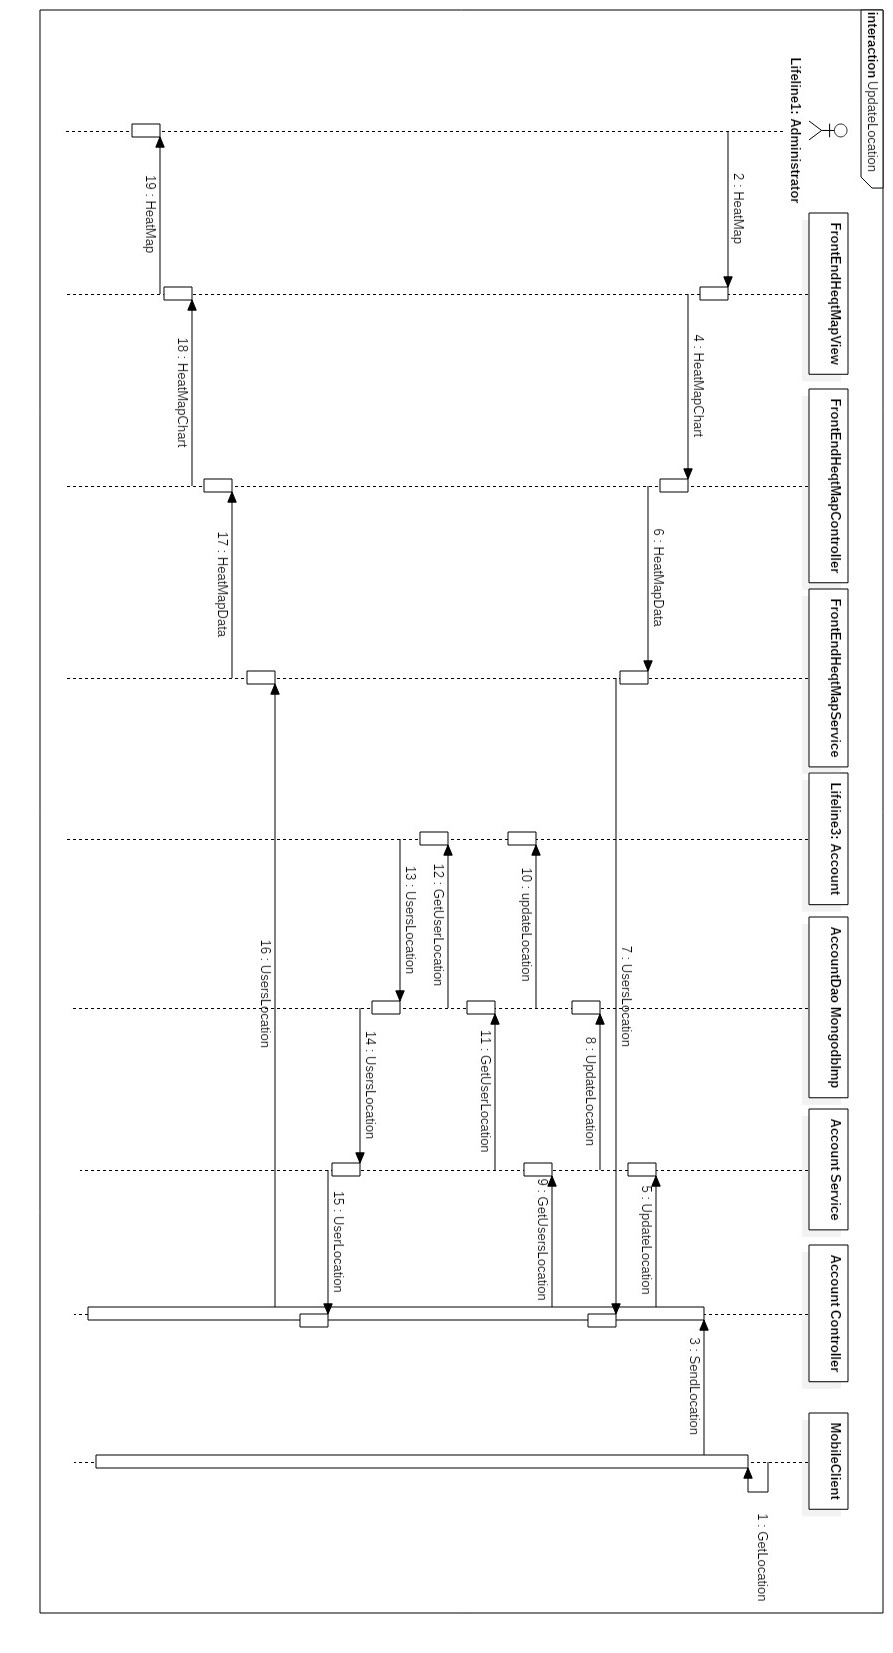 interaction UpdateLocation
Lifeline1: Administrator
FrontEndHeqtMapView
FrontEndHeqtMapController
FrontEndHeqtMapService
Lifeline3: Account
AccountDao MongodbImp
Account Service
Account Controller
MobileClient
1 : GetLocation
2 : HeatMap
3 : SendLocation
4 : HeatMapChart
5 : UpdateLocation
6 : HeatMapData
7 : UsersLocation
8 : UpdateLocation
9 : GetUsersLocation
10 : updateLocation
11 : GetUserLocation
12 : GetUserLocation
13 : UsersLocation
14 : UsersLocation
15 : UserLocation
16 : UsersLocation
17 : HeatMapData
18 : HeatMapChart
19 : HeatMap